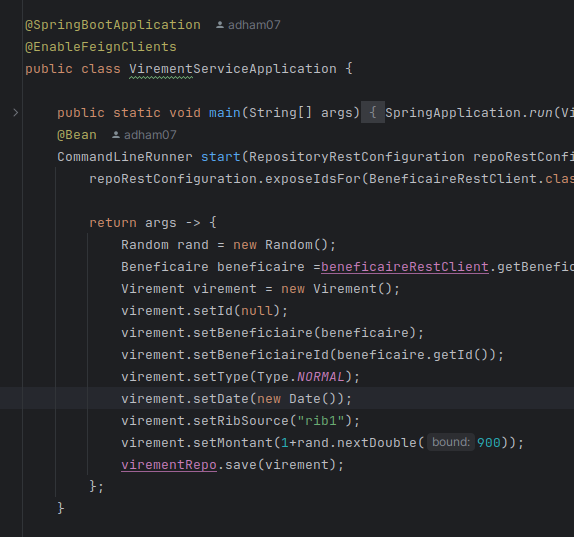 @SpringBootApplication adham07
@EnableFeignClients
public class VirementServiceApplication {
public static void main(String[] args) { SpringApplication.run(Vi
@Bean adham07
CommandLineRunner start(RepositoryRestConfiguration repoRestConfi
repoRestConfiguration.exposeIdsFor(BeneficaireRestClient.clas
return args -> {
Random rand = new Random();
Beneficaire beneficaire =beneficaireRestClient.getBenefic
Virement virement = new Virement();
virement.setId(null);
virement.setBeneficiaire(beneficaire);
virement.setBeneficiaireId(beneficaire.getId());
virement.setType(Type.NORMAL);
virement.setDate(new Date());
virement.setRibSource("rib1");
virement.setMontant(1+rand.nextDouble( bound: 900));
virementRepo.save(virement);
};
}